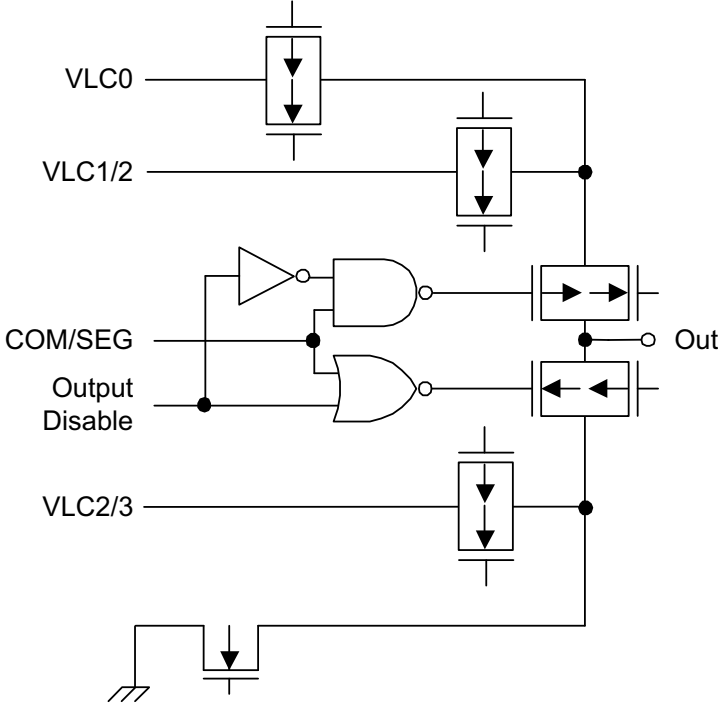 VLC0
VLC1/2
COM/SEG
Out
Output
Disable
VLC2/3